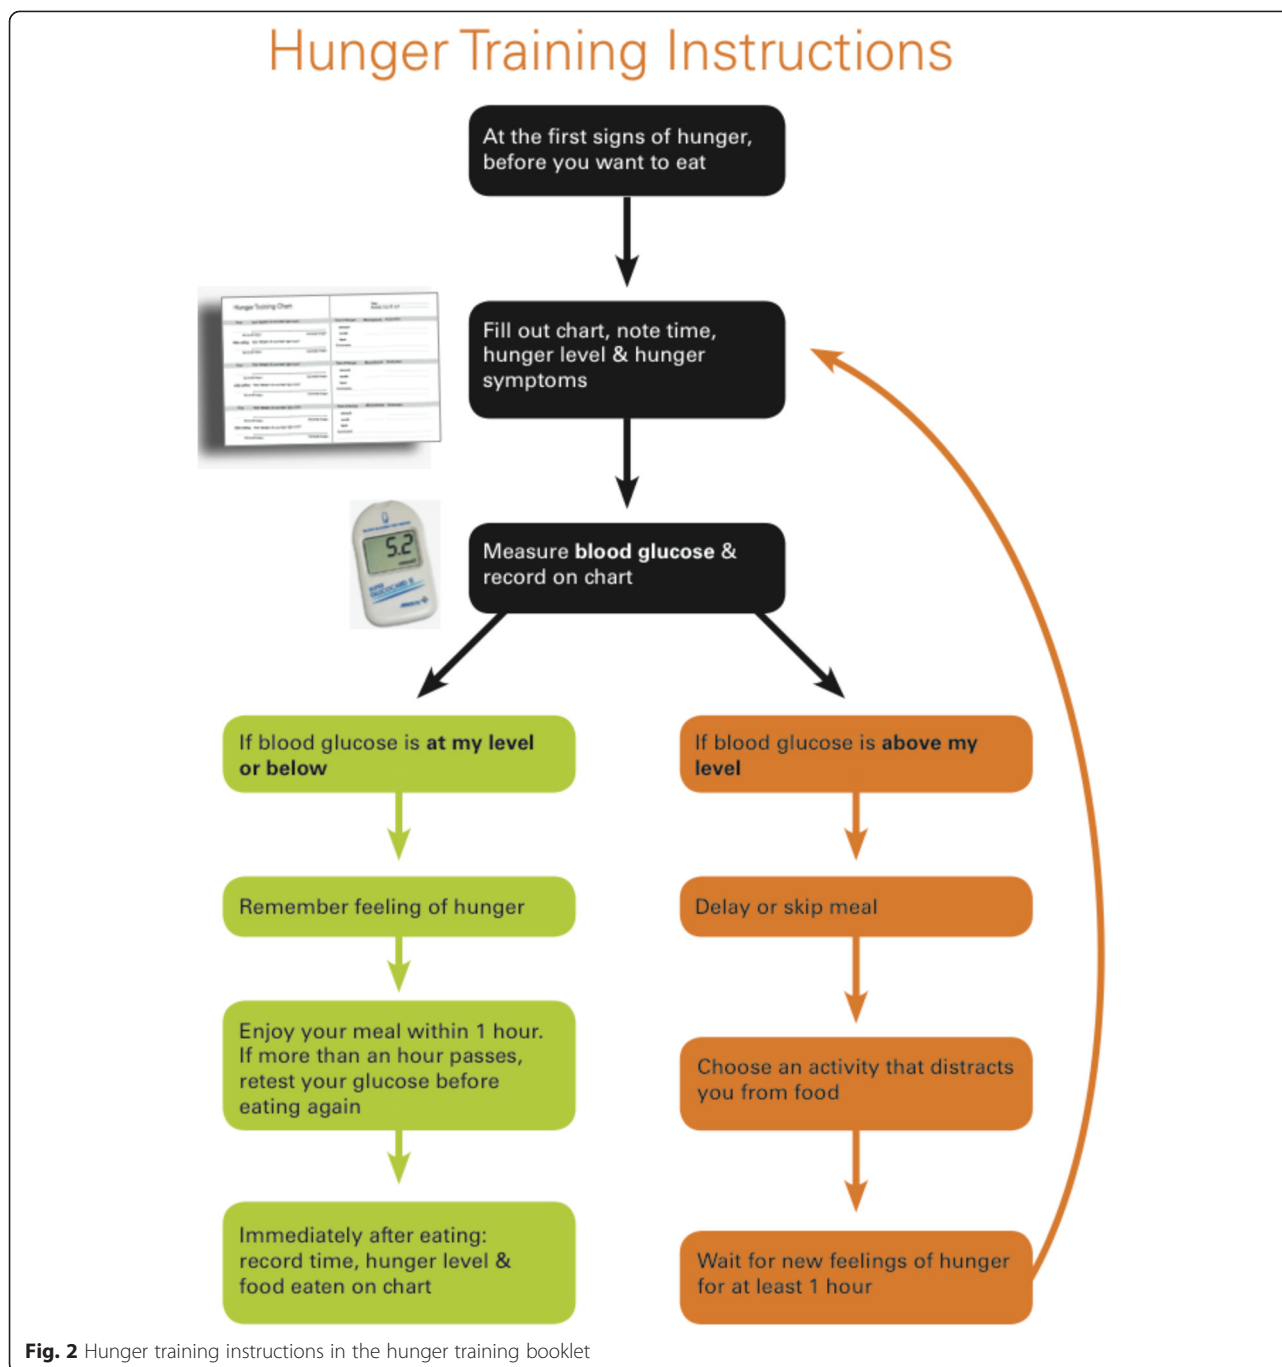 Hunger Training Instructions
At the first signs of hunger,
before you want to eat
Hunger Training Chart
Fill out chart, note time,
hunger level & hunger
symptoms
5.2
Measure blood glucose &
record on chart
If blood glucose is at my level
or below
If blood glucose is above my
level
Remember feeling of hunger
Delay or skip meal
Enjoy your meal within 1 hour.
If more than an hour passes,
retest your glucose before
eating again
Choose an activity that distracts
you from food
Immediately after eating:
record time, hunger level &
food eaten on chart
Wait for new feelings of hunger
for at least 1 hour
Fig. 2 Hunger training instructions in the hunger training booklet